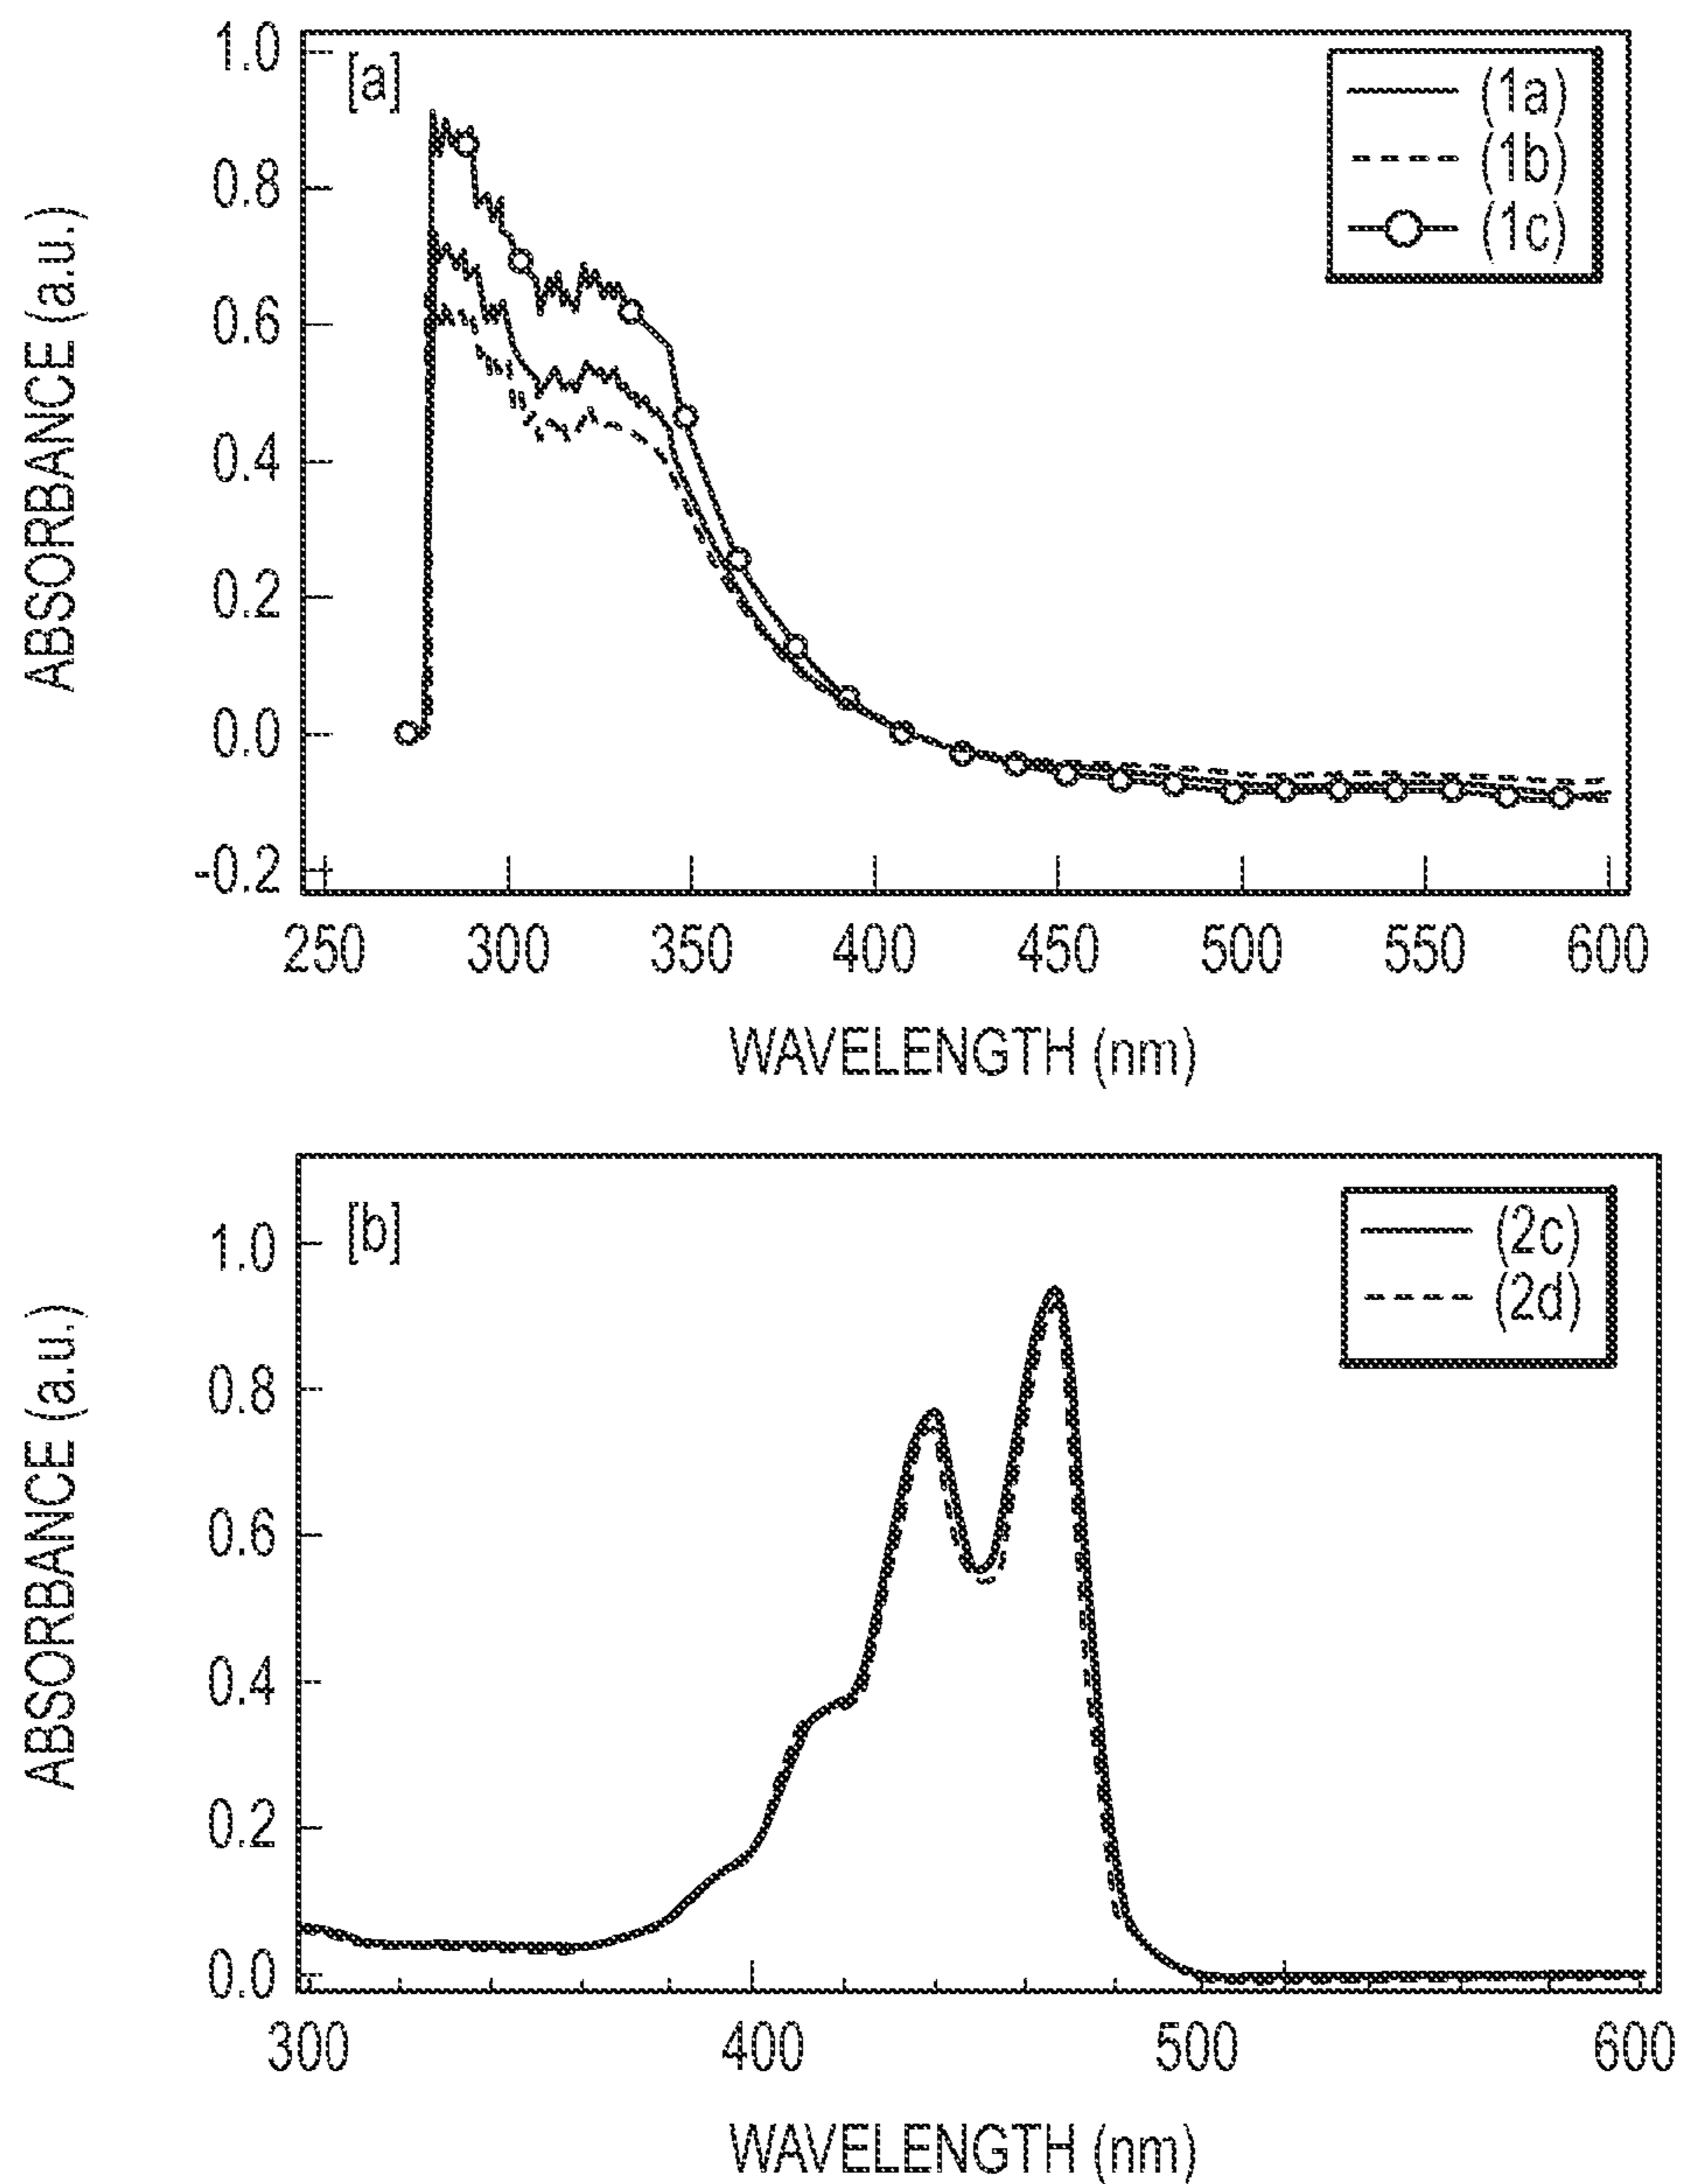 [a]
(1a)
(1b)
(1c)
1.0
0.8
0.6
0.4
0.2
0.0
-0.2
ABSORBANCE (a.u.)
250 300 350 400 450 500 550 600
WAVELENGTH (nm)
[b]
(2c)
(2d)
1.0
0.8
0.6
0.4
0.2
0.0
ABSORBANCE (a.u.)
300 400 500 600
WAVELENGTH (nm)